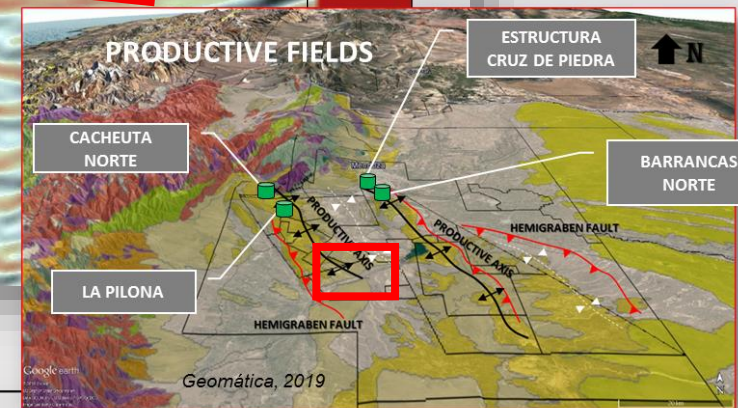 PRODUCTIVE FIELDS
ESTRUCTURA
CRUZ DE PIEDRA
N
CACHEUTA
NORTE
BARRANCAS
NORTE
PRODUCTIVE AXIS
PRODUCTIVE AXIS
HEMIGRABEN FAULT
LA PILONA
HEMIGRABEN FAULT
Google earth
Geomática, 2019